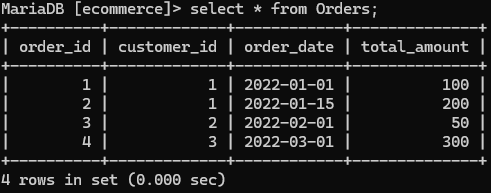 MariaDB [ecommerce]> select * from Orders;
+----------+-------------+------------+--------------+
| order_id | customer_id | order_date | total_amount |
+----------+-------------+------------+--------------+
|        1 |           1 | 2022-01-01 |          100 |
|        2 |           1 | 2022-01-15 |          200 |
|        3 |           2 | 2022-02-01 |           50 |
|        4 |           3 | 2022-03-01 |          300 |
+----------+-------------+------------+--------------+
4 rows in set (0.000 sec)